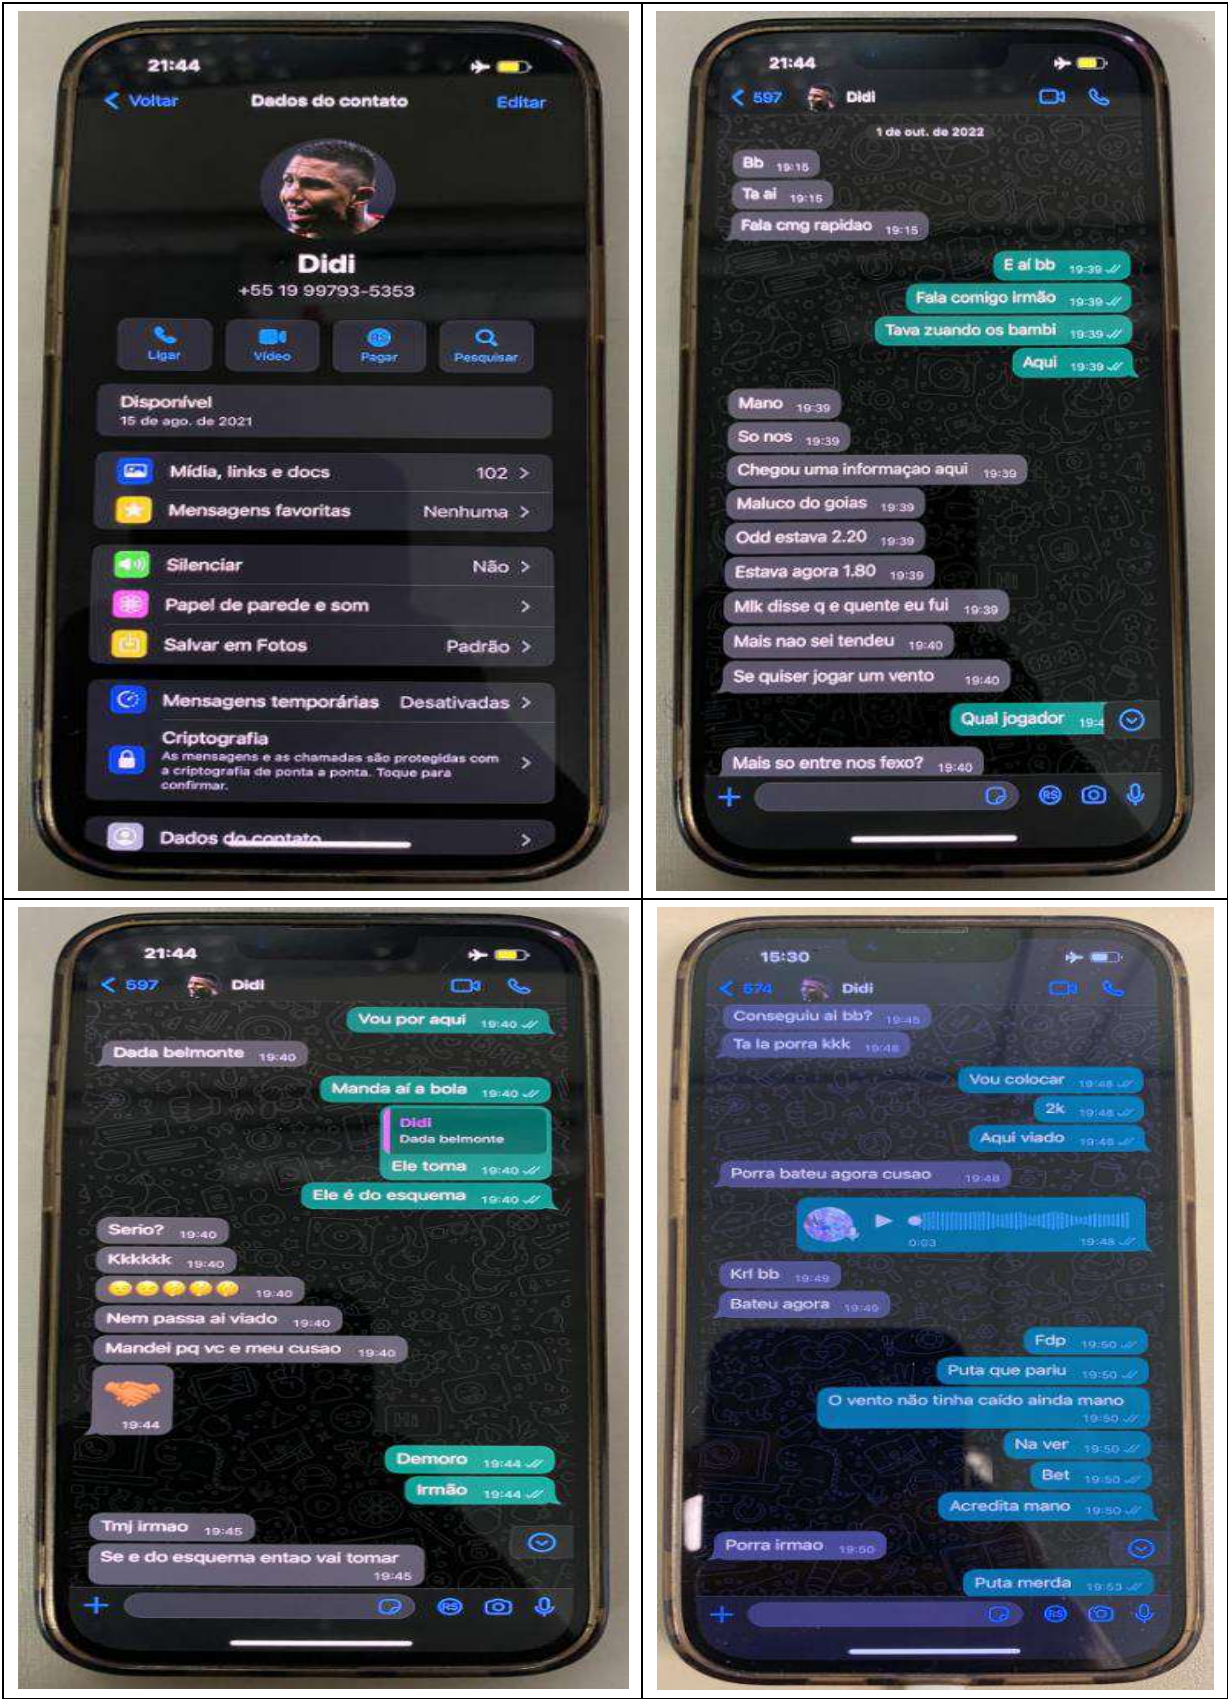 21:44
Voltar
Dados do contato
Editar
Didi
+55 19 99793-5353
Ligar
Vídeo
Pagar
Pesquisar
Disponível
15 de ago. de 2021
Mídia, links e docs 102
Mensagens favoritas Nenhuma
Silenciar Não
Papel de parede e som
Salvar em Fotos Padrão
Mensagens temporárias Desativadas
Criptografia
As mensagens e as chamadas são protegidas com
a criptografia de ponta a ponta. Toque para
confirmar.
Dados do contato
21:44
597 Didi
1 de out. de 2022
Bb 19:15
Ta ai 19:15
Fala cmg rapidao 19:15
E aí bb 19:39
Fala comigo irmão 19:39
Tava zuando os bambi 19:39
Aqui 19:39
Mano 19:39
So nos 19:39
Chegou uma informaçao aqui 19:39
Maluco do goias 19:39
Odd estava 2.20 19:39
Estava agora 1.80 19:39
Mlk disse q e quente eu fui 19:39
Mais nao sei tendeu 19:40
Se quiser jogar um vento 19:40
Qual jogador 19:4
Mais so entre nos fexo? 19:40
R$
21:44
597 Didi
Vou por aqui 19:40
Dada belmonte 19:40
Manda aí a bola 19:40
Didi
Dada belmonte
Ele toma 19:40
Ele é do esquema 19:40
Serio? 19:40
Kkkkkk 19:40
19:40
Nem passa ai viado 19:40
Mandei pq vc e meu cusao 19:40
19:44
Demoro 19:44
Irmão 19:44
Tmj irmao 19:45
Se e do esquema entao vai tomar
19:45
R$
15:30
574 Didi
Conseguiu ai bb? 19:45
Ta la porra kkk 19:48
Vou colocar 19:48
2k 19:48
Aqui viado 19:48
Porra bateu agora cusao 19:48
0:03 19:48
Krl bb 19:49
Bateu agora 19:49
Fdp 19:50
Puta que pariu 19:50
O vento não tinha caído ainda mano
19:50
Na ver 19:50
Bet 19:50
Acredita mano 19:50
Porra irmao 19:50
Puta merda 19:53
R$